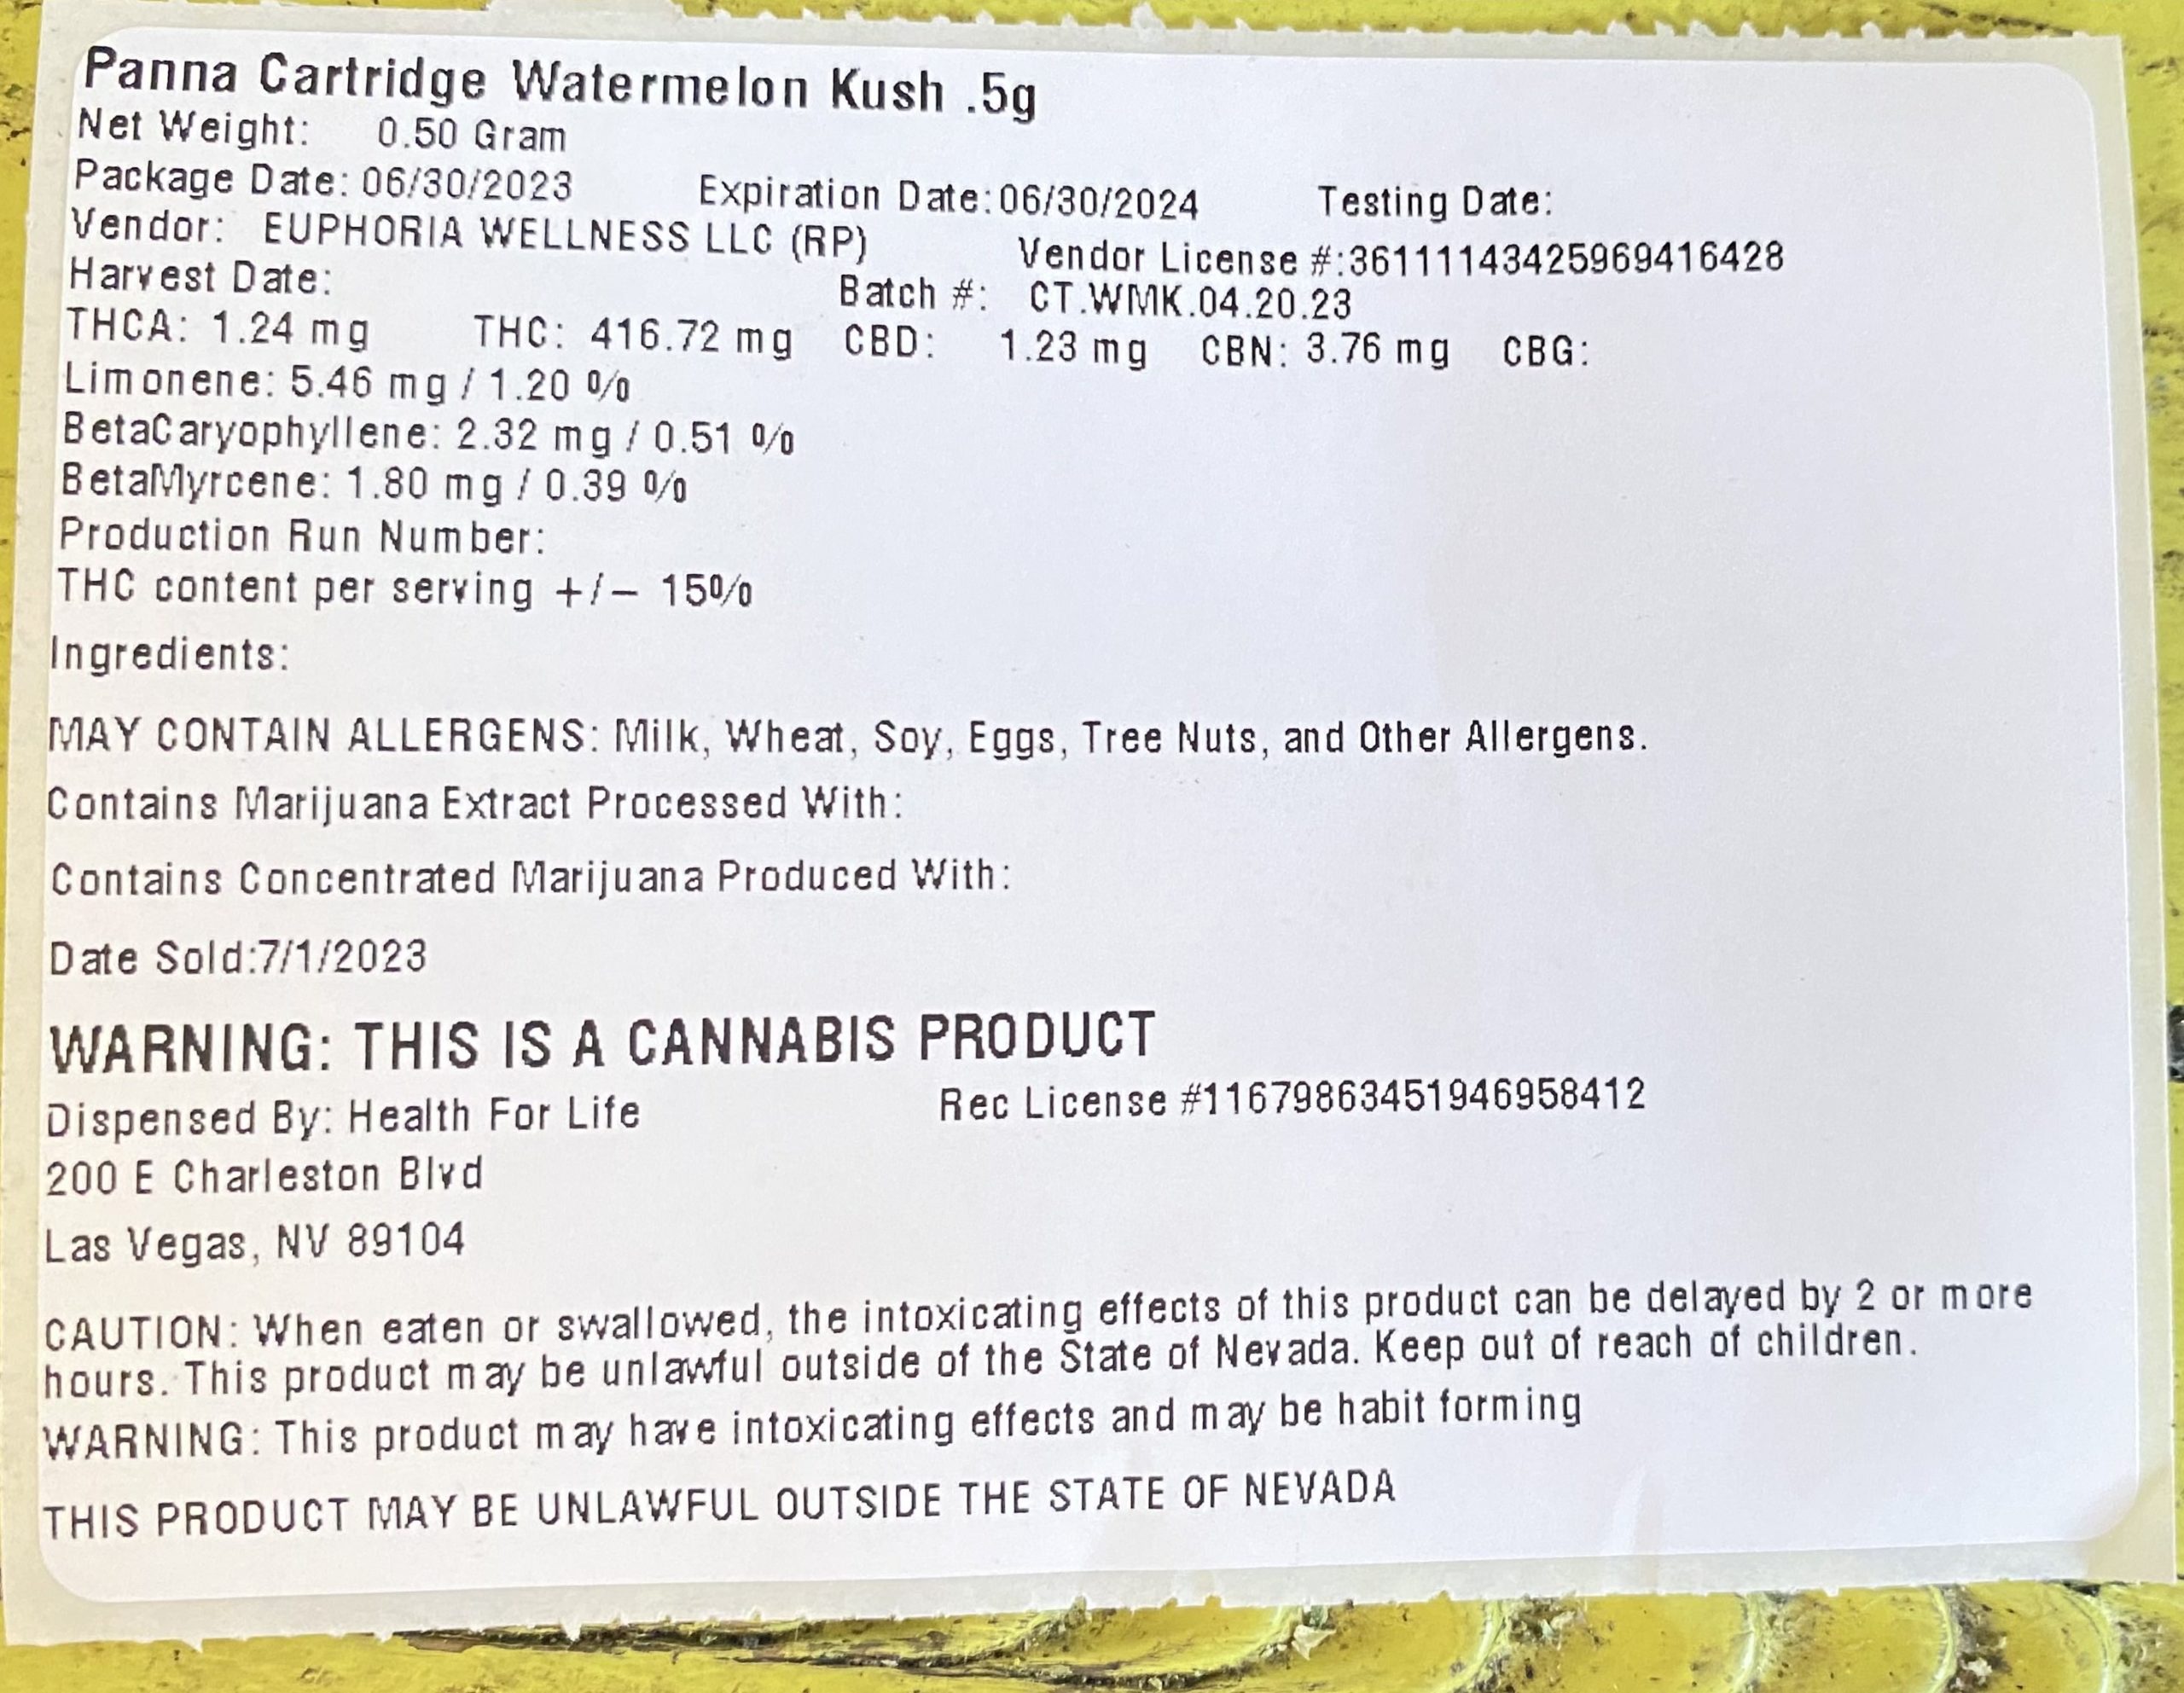 Panna Cartridge Watermelon Kush .5g
Net Weight: 0.50 Gram
Package Date: 06/30/2023 Expiration Date:06/30/2024 Testing Date:
Vendor: EUPHORIA WELLNESS LLC (RP) Vendor License #:36111143425969416428
Harvest Date: Batch #: CT.WMK.04.20.23
THCA: 1.24 mg THC: 416.72 mg CBD: 1.23 mg CBN: 3.76 mg CBG:
Limonene: 5.46 mg / 1.20 %
BetaCaryophyllene: 2.32 mg / 0.51 %
BetaMyrcene: 1.80 mg / 0.39 %
Production Run Number:
THC content per serving +/- 15%
Ingredients:
MAY CONTAIN ALLERGENS: Milk, Wheat, Soy, Eggs, Tree Nuts, and Other Allergens.
Contains Marijuana Extract Processed With:
Contains Concentrated Marijuana Produced With:
Date Sold:7/1/2023
WARNING: THIS IS A CANNABIS PRODUCT
Dispensed By: Health For Life Rec License #11679863451946958412
200 E Charleston Blvd
Las Vegas, NV 89104
CAUTION: When eaten or swallowed, the intoxicating effects of this product can be delayed by 2 or more
hours. This product may be unlawful outside of the State of Nevada. Keep out of reach of children.
WARNING: This product may have intoxicating effects and may be habit forming
THIS PRODUCT MAY BE UNLAWFUL OUTSIDE THE STATE OF NEVADA